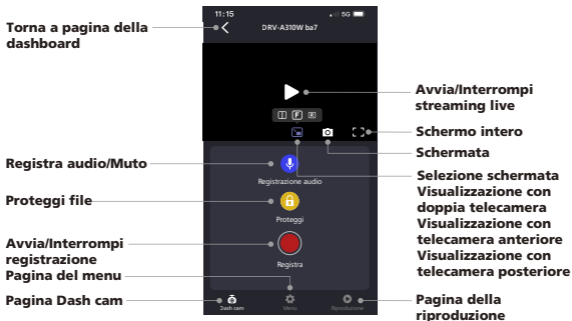 11:15
5G
DRV-A310W ba7
Torna a pagina della
dashboard
Avvia/Interrompi
streaming live
F
Schermo intero
Schermata
Registra audio/Muto
Registrazione audio
Selezione schermata
Visualizzazione con
doppia telecamera
Visualizzazione con
telecamera anteriore
Visualizzazione con
telecamera posteriore
Proteggi file
Proteggi
Avvia/Interrompi
registrazione
Registra
Pagina del menu
Pagina Dash cam
Dash cam
Menu
Riproduzione
Pagina della
riproduzione